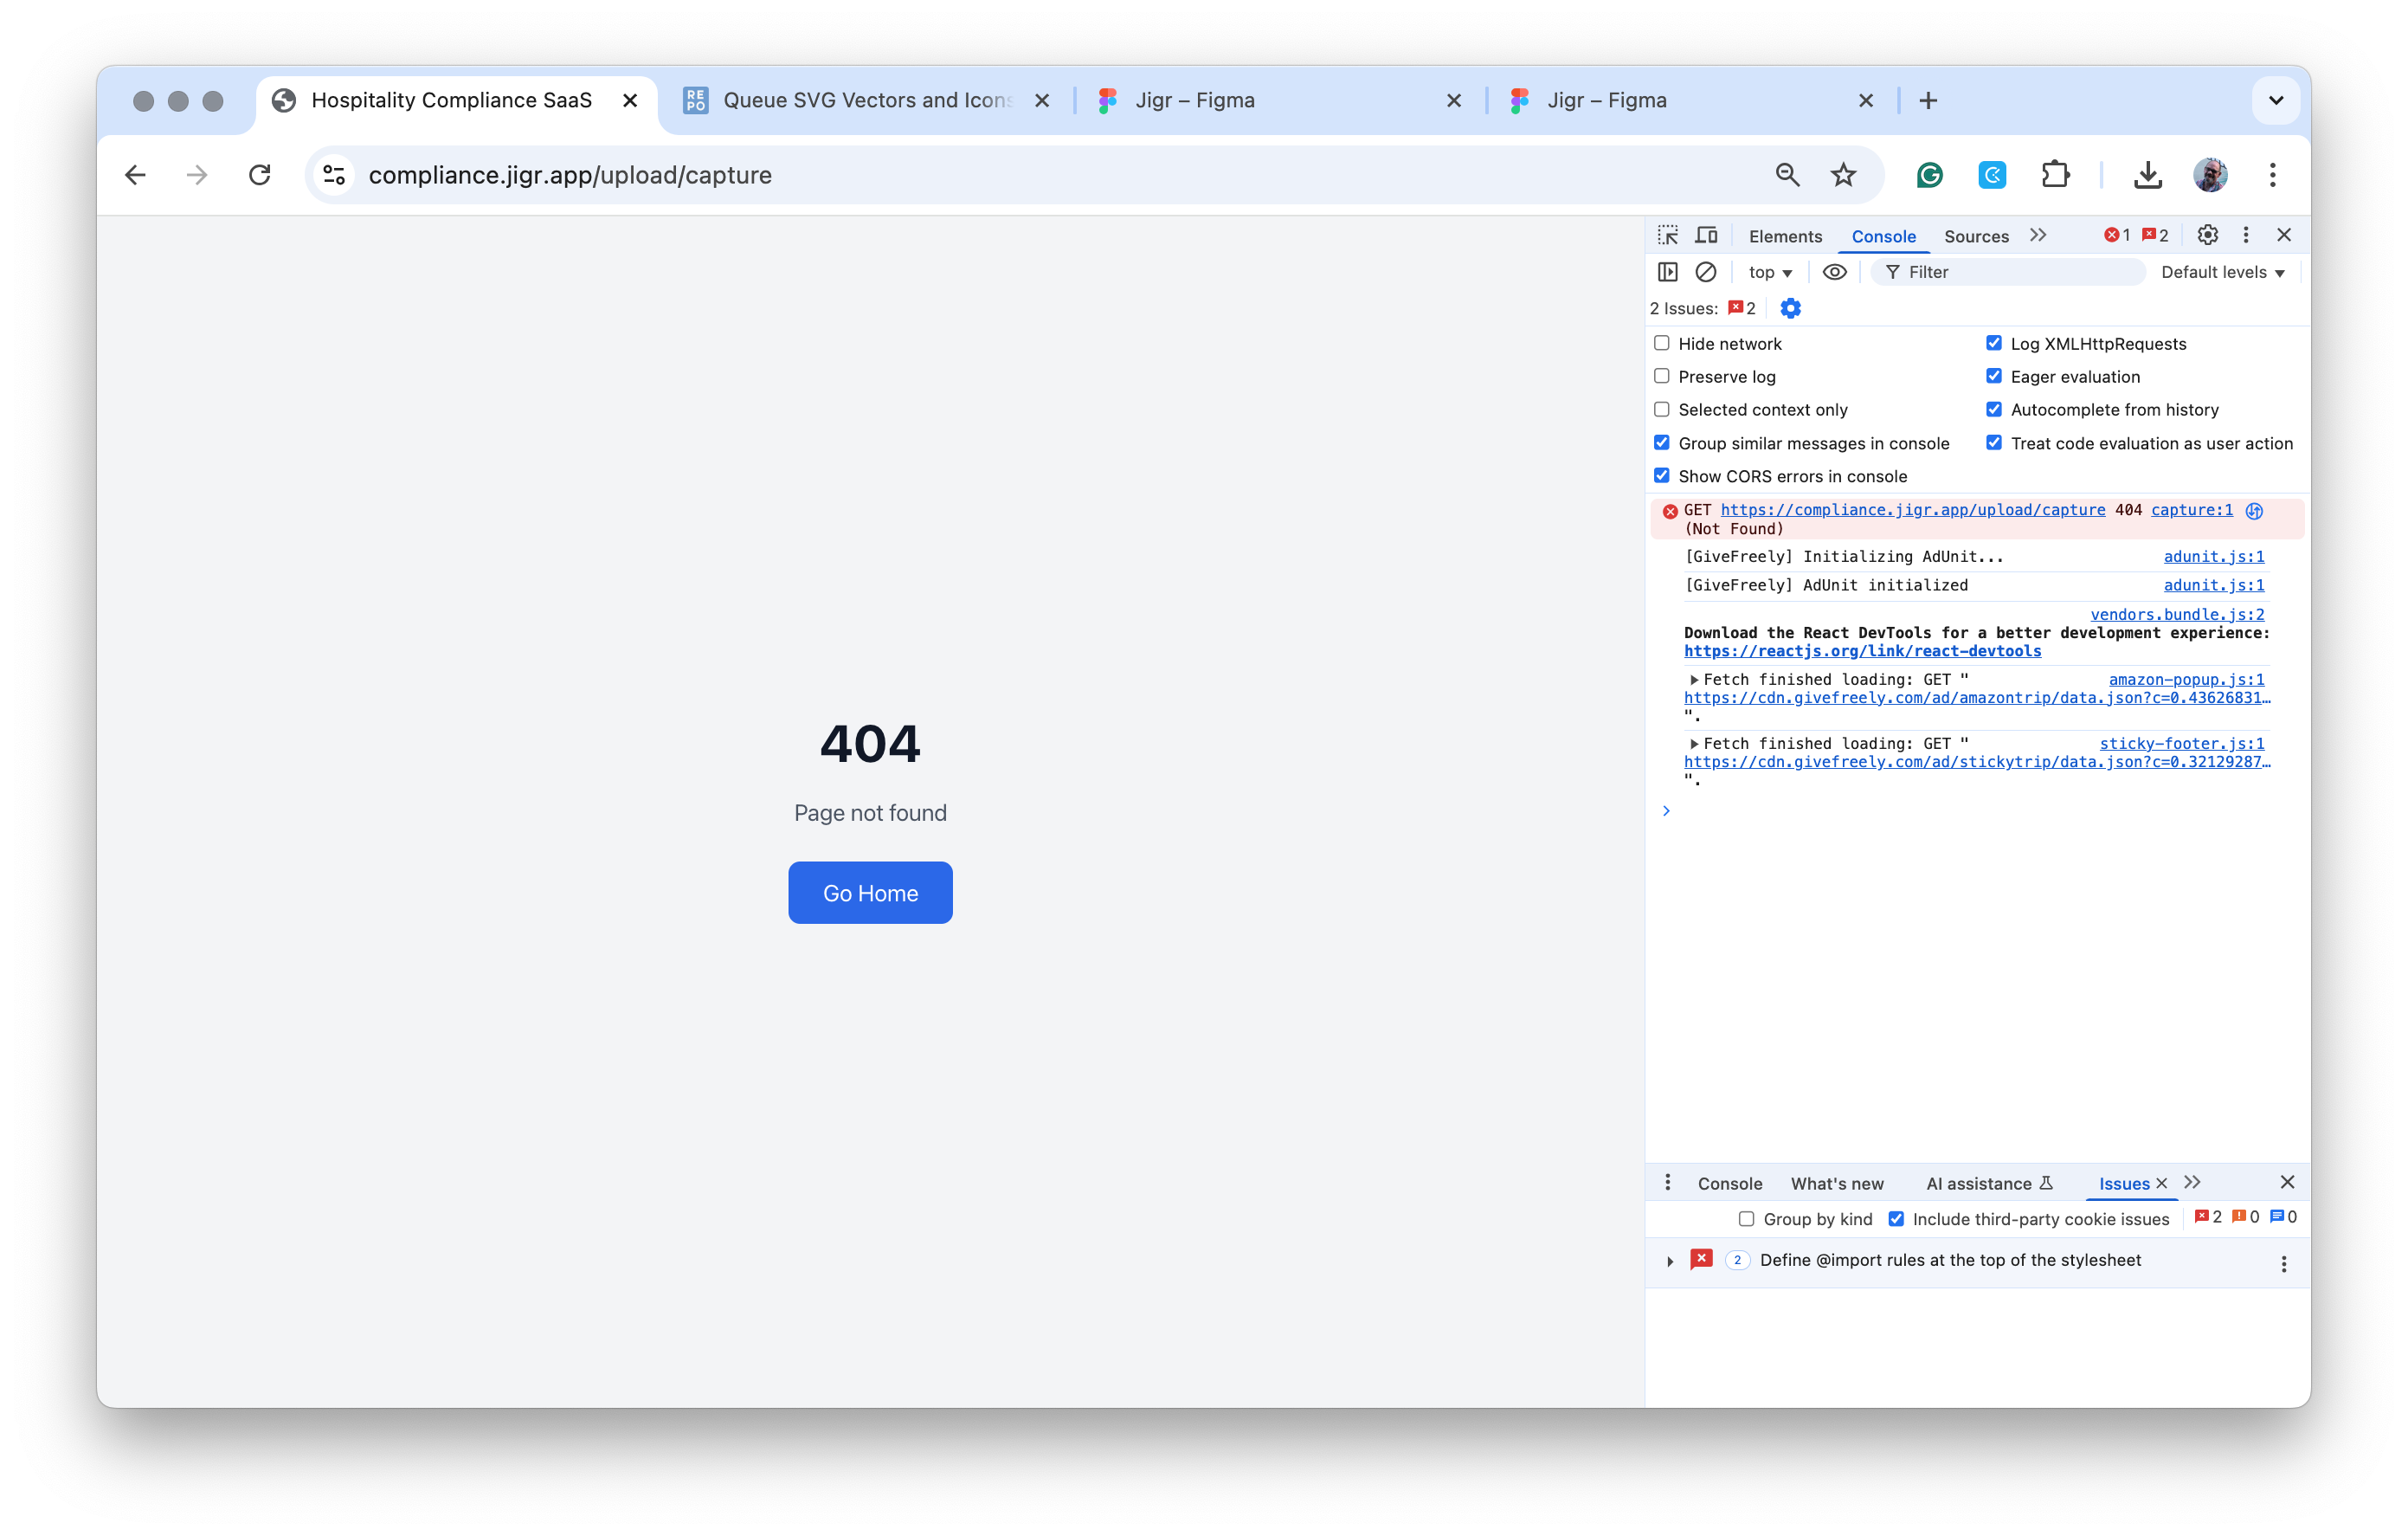 Hospitality Compliance SaaS
RE
PO
Queue SVG Vectors and Icons
Jigr – Figma
Jigr – Figma
compliance.jigr.app/upload/capture
Elements
Console
Sources
1
2
top
Filter
Default levels
2 Issues:
2
Hide network
Log XMLHttpRequests
Preserve log
Eager evaluation
Selected context only
Autocomplete from history
Group similar messages in console
Treat code evaluation as user action
Show CORS errors in console
GET https://compliance.jigr.app/upload/capture 404 capture:1
(Not Found)
[GiveFreely] Initializing AdUnit...
adunit.js:1
[GiveFreely] AdUnit initialized
adunit.js:1
vendors.bundle.js:2
Download the React DevTools for a better development experience:
https://reactjs.org/link/react-devtools
Fetch finished loading: GET "
amazon-popup.js:1
https://cdn.givefreely.com/ad/amazontrip/data.json?c=0.43626831…
".
Fetch finished loading: GET "
sticky-footer.js:1
https://cdn.givefreely.com/ad/stickytrip/data.json?c=0.32129287…
".
404
Page not found
Go Home
Console
What's new
AI assistance
Issues
Group by kind
Include third-party cookie issues
2
0
0
2
Define @import rules at the top of the stylesheet